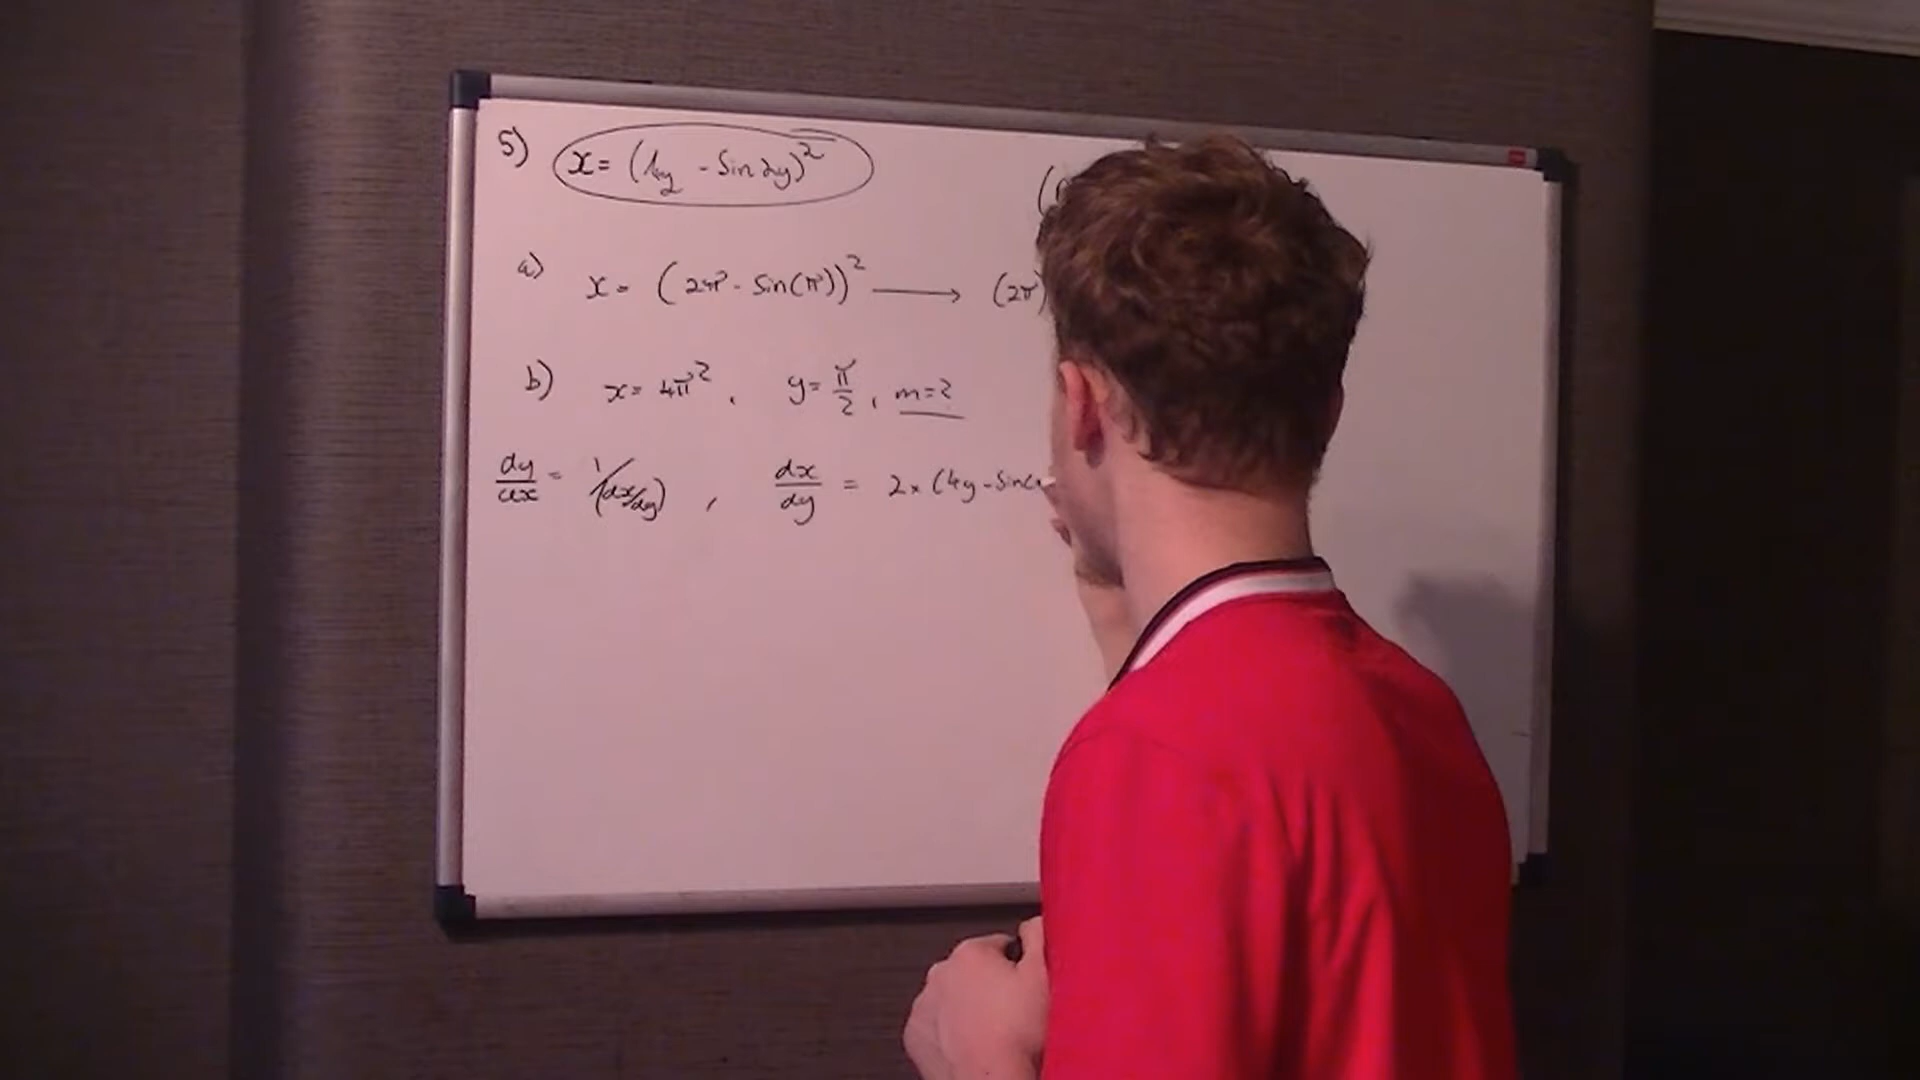 5) x = (4y - Sin 2y)²
(
a) x = (2π - Sin(π))² ⟶ (2π)
b) x = 4π², y = π/2, m = ?
dy/dx = 1/(dx/dy) , dx/dy = 2 × (4y - sin